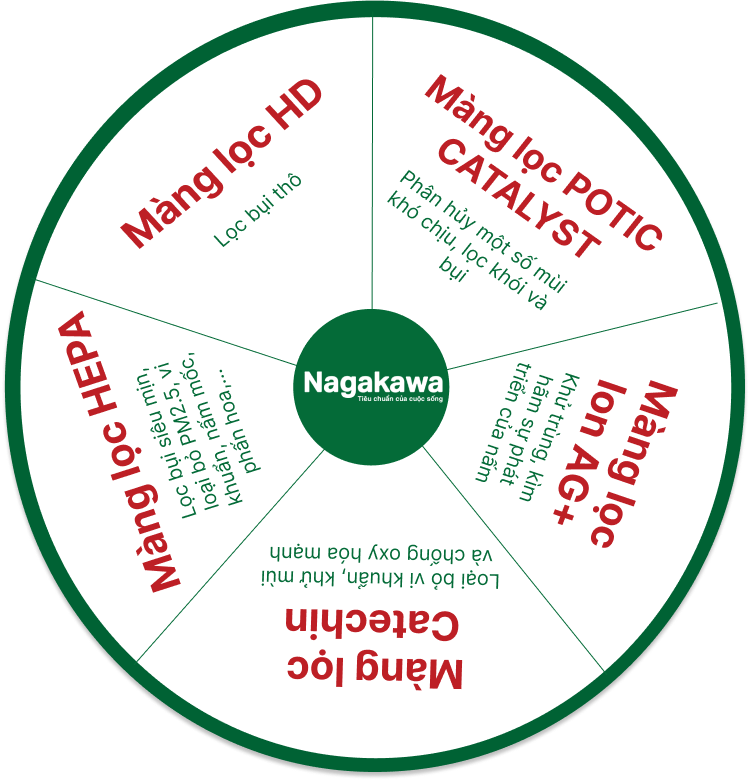 Màng lọc HD
Lọc bụi thô
Màng lọc POTIC
CATALYST
Phân hủy một số mùi
khó chịu, lọc khói và
bụi
Màng lọc
Ion AG+
Khử trùng, kìm
hãm sự phát
triển của nấm
Màng lọc
Catechin
Loại bỏ vi khuẩn, khử mùi
và chống oxy hóa mạnh
Màng lọc HEPA
Lọc bụi siêu mịn,
loại bỏ PM2.5, vi
khuẩn, nấm mốc,
phấn hoa,...
Nagakawa
Tiêu chuẩn của cuộc sống